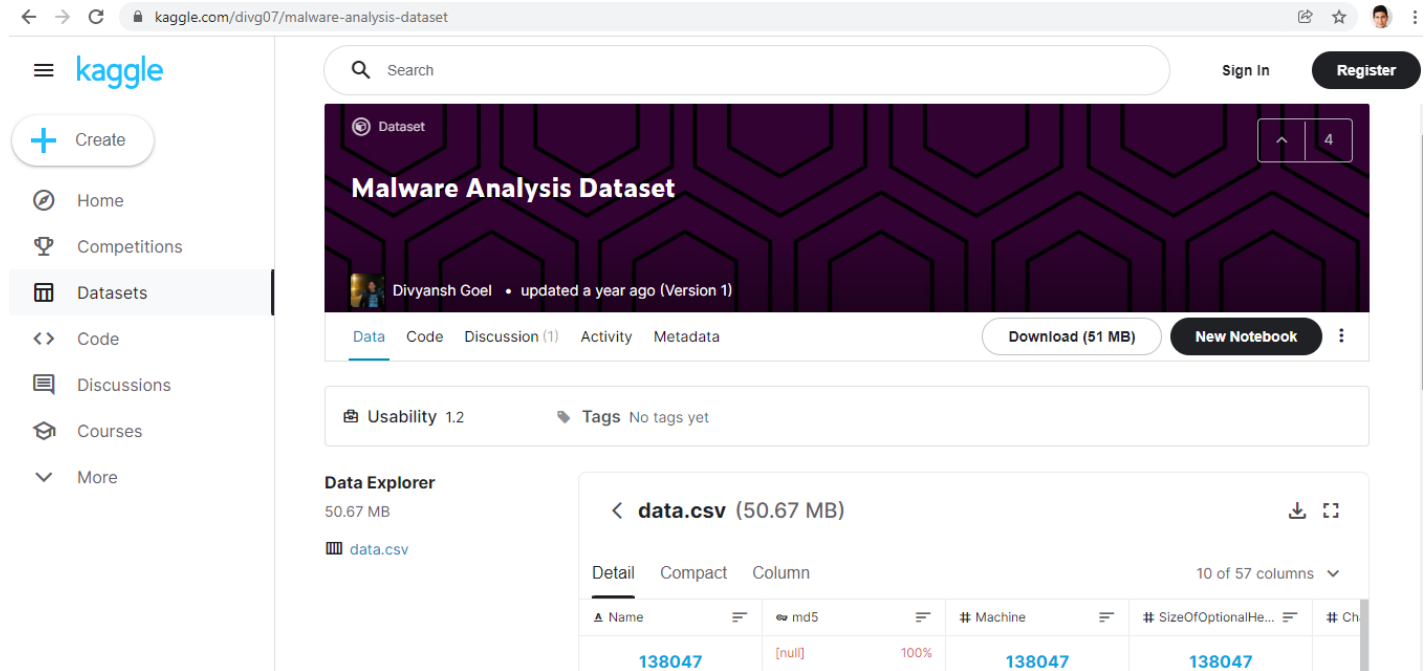 kaggle.com/divg07/malware-analysis-dataset
kaggle
Search
Sign In
Register
Create
Home
Competitions
Datasets
Code
Discussions
Courses
More
Dataset
4
Malware Analysis Dataset
Divyansh Goel • updated a year ago (Version 1)
Data Code Discussion (1) Activity Metadata
Download (51 MB)
New Notebook
Usability 1.2
Tags No tags yet
Data Explorer
50.67 MB
data.csv
data.csv (50.67 MB)
Detail Compact Column
10 of 57 columns
A Name
md5
# Machine
# SizeOfOptionalHe...
# Ch
138047
[null] 100%
138047
138047